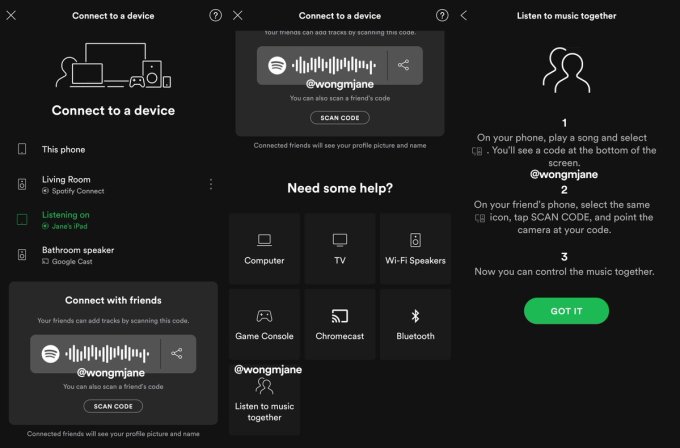 Connect to a device
Connect to a device
This phone
Living Room
Spotify Connect
Listening on
Jane's iPad
Bathroom speaker
Google Cast
Connect with friends
Your friends can add tracks by scanning this code.
@wongmjane
You can also scan a friend's code
SCAN CODE
Connected friends will see your profile picture and name
Connect to a device
Your friends can add tracks by scanning this code.
@wongmjane
You can also scan a friend's code
SCAN CODE
Connected friends will see your profile picture and name
Need some help?
Computer
TV
Wi-Fi Speakers
Game Console
Chromecast
Bluetooth
@wongmjane
Listen to music
together
Listen to music together
1
On your phone, play a song and select
. You'll see a code at the bottom of the
screen.
@wongmjane
2
On your friend's phone, select the same
icon, tap SCAN CODE, and point the
camera at your code.
3
Now you can control the music together.
GOT IT